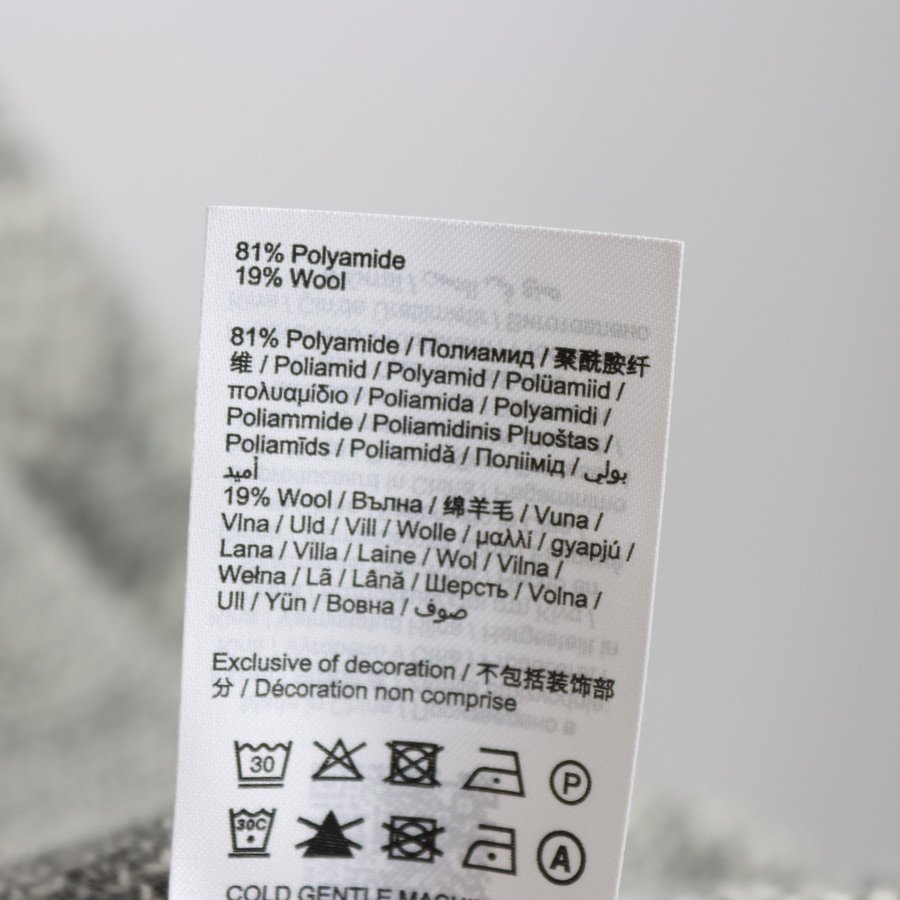 81% Polyamide
19% Wool
81% Polyamide / Полиамид / 聚酰胺纤
维 / Poliamid / Polyamid / Polüamiid /
πολυαμίδιο / Poliamida / Polyamidi /
Poliammide / Poliamidinis Pluoštas /
Poliamīds / Poliamidă / Полiiмiд / بولي
أميد
19% Wool / Вълна / 绵羊毛 / Vuna /
Vlna / Uld / Vill / Wolle / μαλλί / gyapjú /
Lana / Villa / Laine / Wol / Vilna /
Wełna / Lã / Lână / Шерсть / Volna /
Ull / Yün / Вовна / صوف
Exclusive of decoration / 不包括装饰部
分 / Décoration non comprise
30 P
30C A
COLD GENTLE